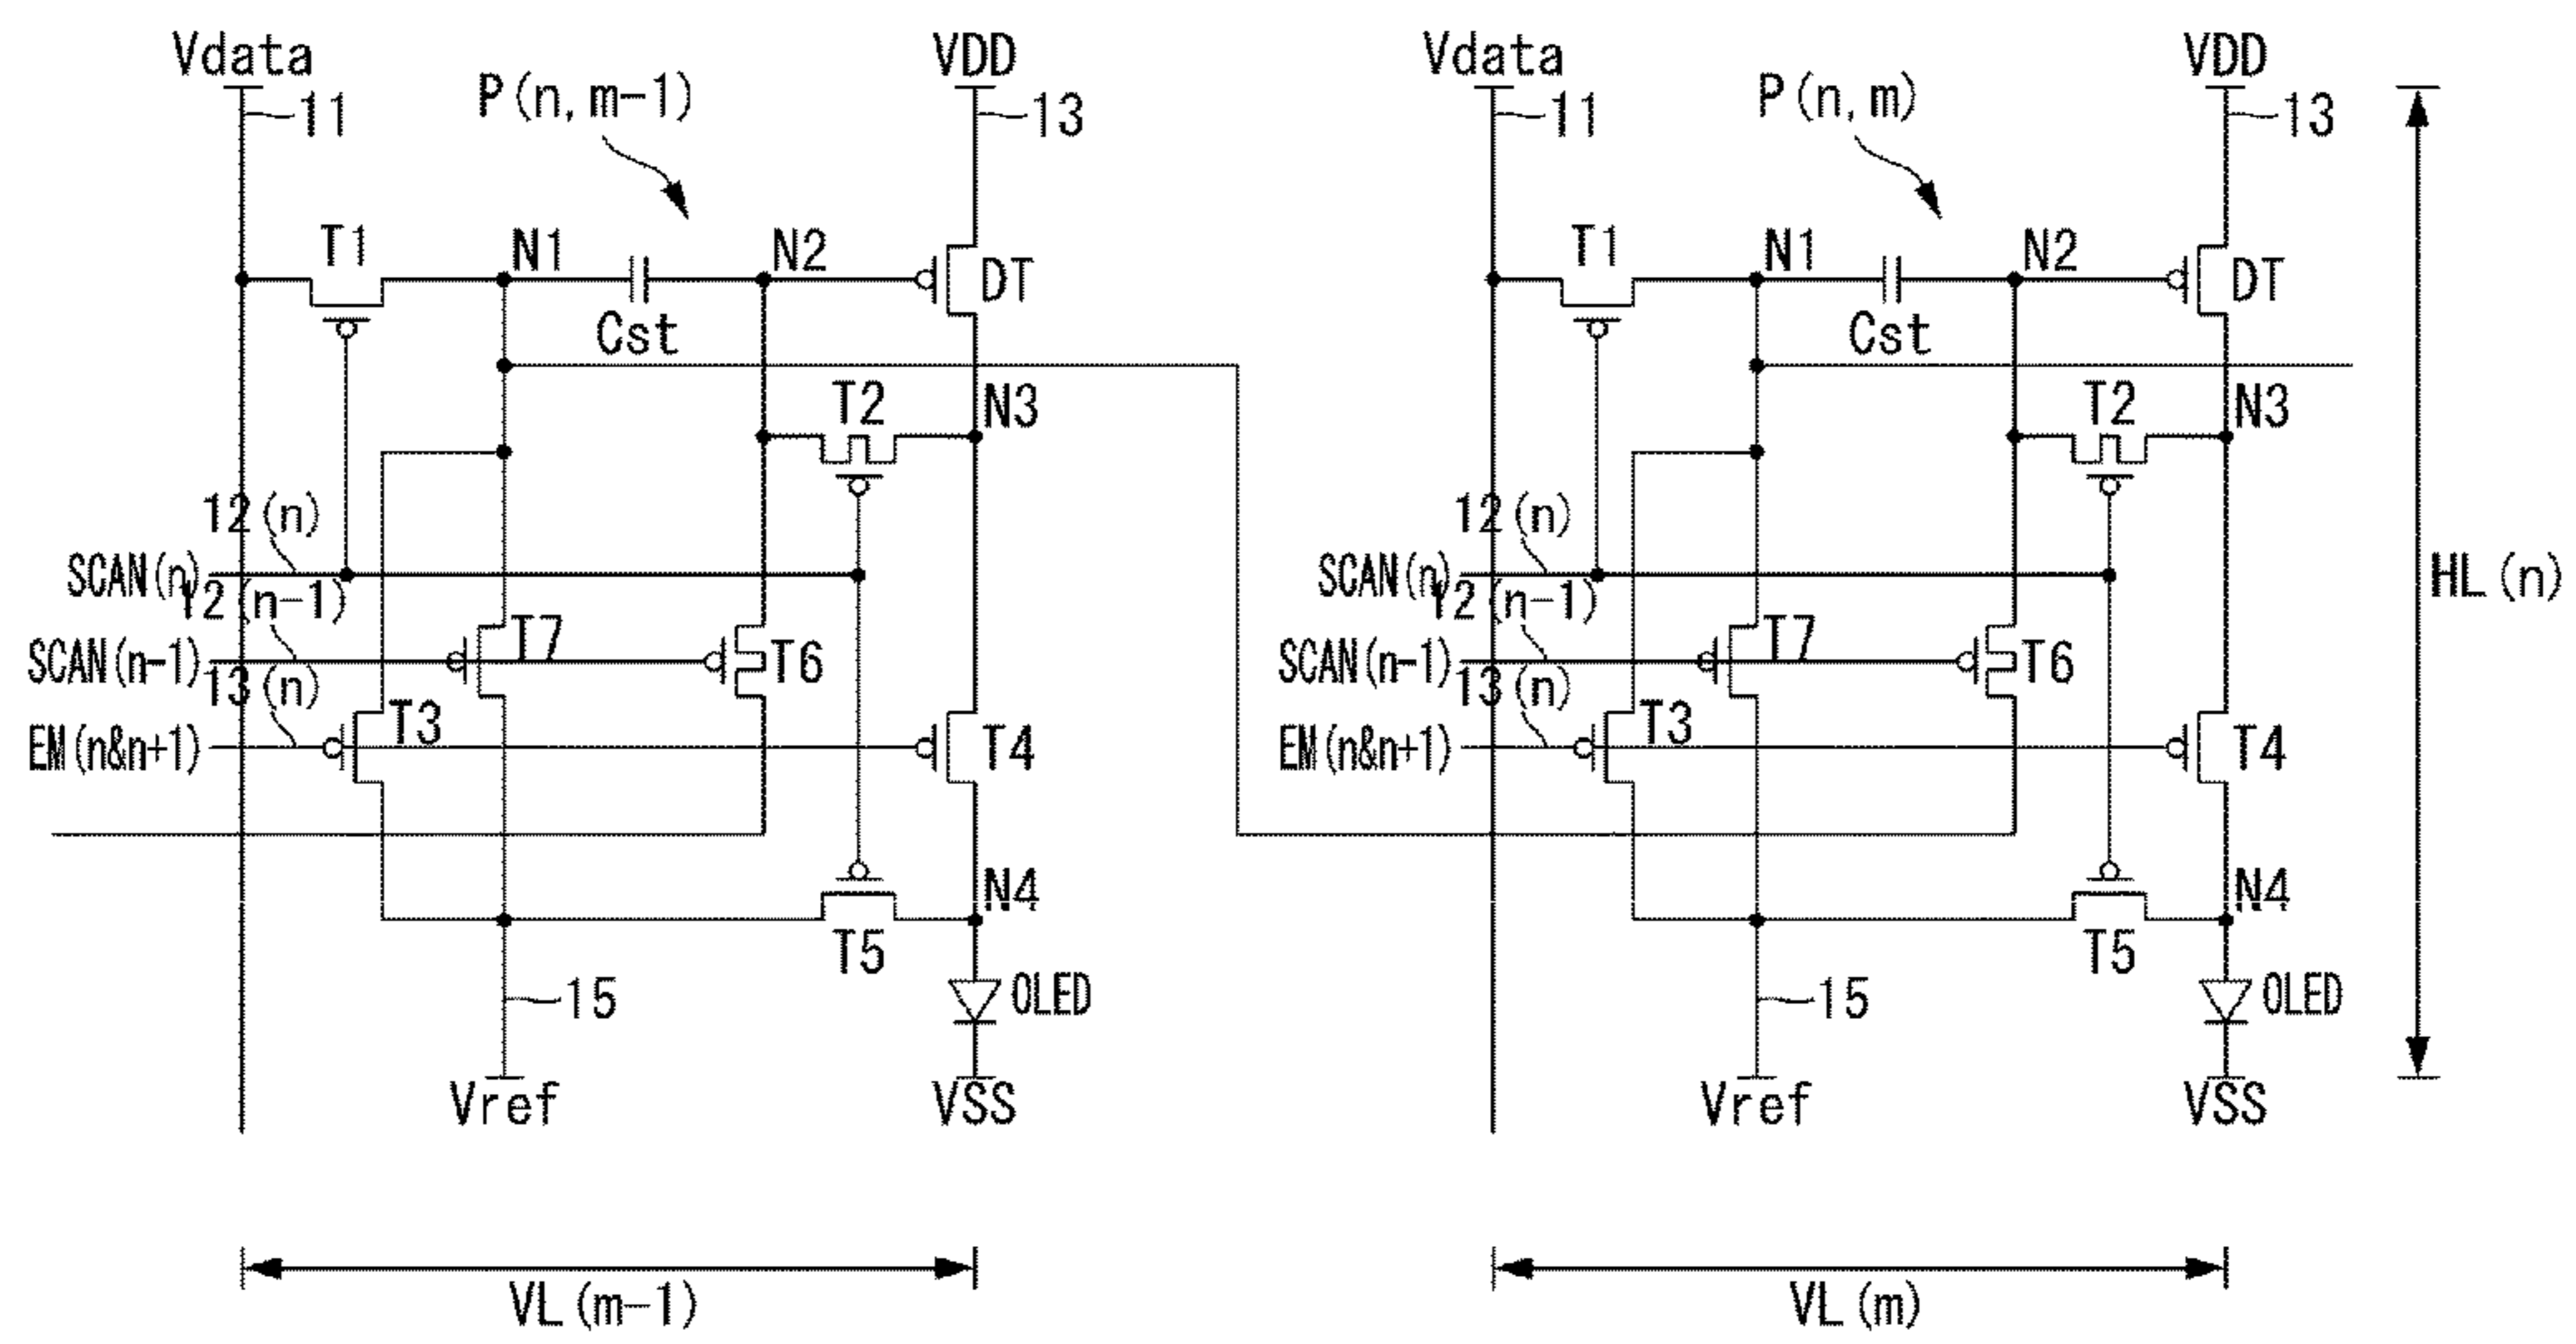 Vdata
VDD
11
P(n,m-1)
13
T1
N1
N2
DT
Cst
T2
N3
12(n)
SCAN(n)
12(n-1)
T7
SCAN(n-1)
T6
13(n)
T3
EM(n&n+1)
T4
N4
T5
15
OLED
Vref
VSS
VL(m-1)
Vdata
VDD
11
P(n,m)
13
T1
N1
N2
DT
Cst
T2
N3
12(n)
SCAN(n)
12(n-1)
T7
SCAN(n-1)
T6
13(n)
T3
EM(n&n+1)
T4
N4
T5
15
OLED
Vref
VSS
VL(m)
HL(n)